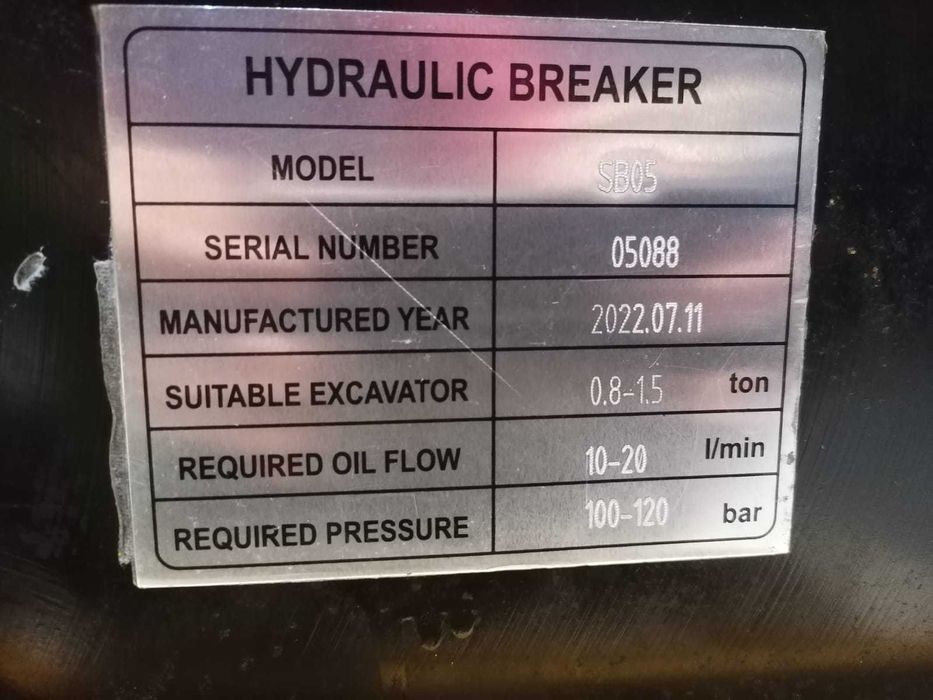 HYDRAULIC BREAKER
MODEL SB05
SERIAL NUMBER 05088
MANUFACTURED YEAR 2022.07.11
SUITABLE EXCAVATOR 0.8-1.5 ton
REQUIRED OIL FLOW 10-20 l/min
REQUIRED PRESSURE 100-120 bar